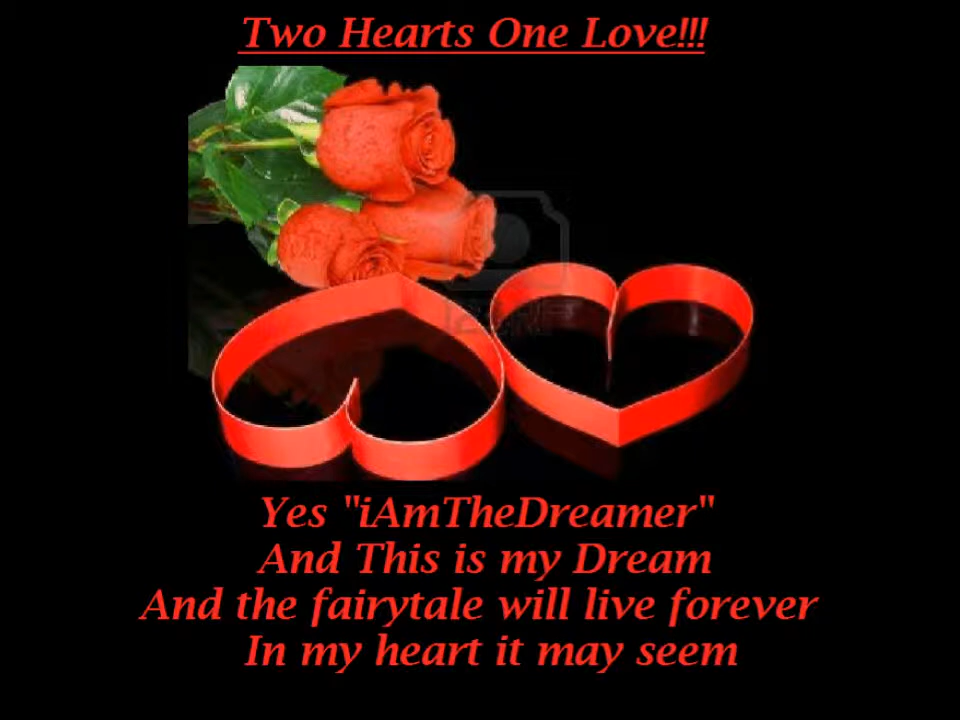 Two Hearts One Love!!!
Yes "iAmTheDreamer"
And This is my Dream
And the fairytale will live forever
In my heart it may seem